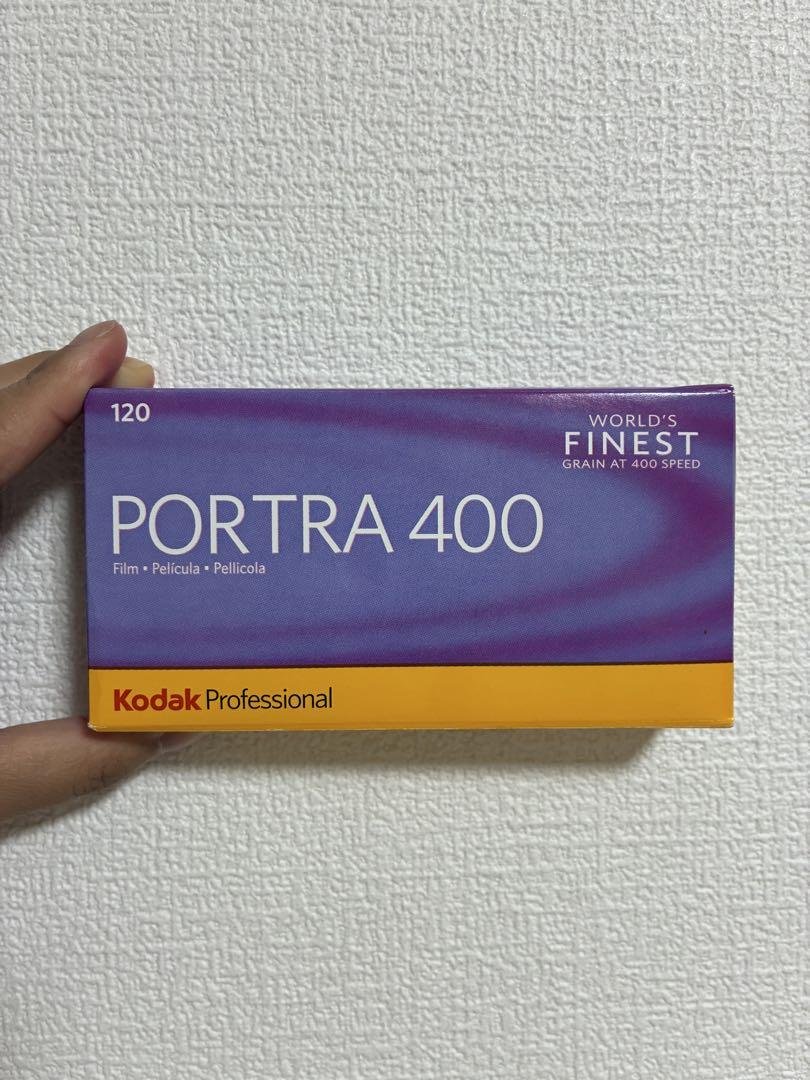 120
WORLD'S
FINEST
GRAIN AT 400 SPEED
PORTRA 400
Film ▪ Película ▪ Pellicola
Kodak Professional